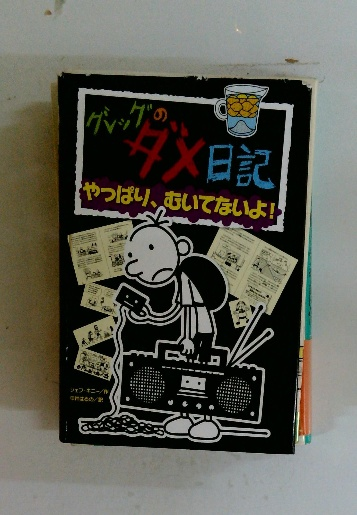 グレッグの
ダメ日記
やっぱり、むいてないよ!
ジェフ・キニー/作
中井はるの/訳